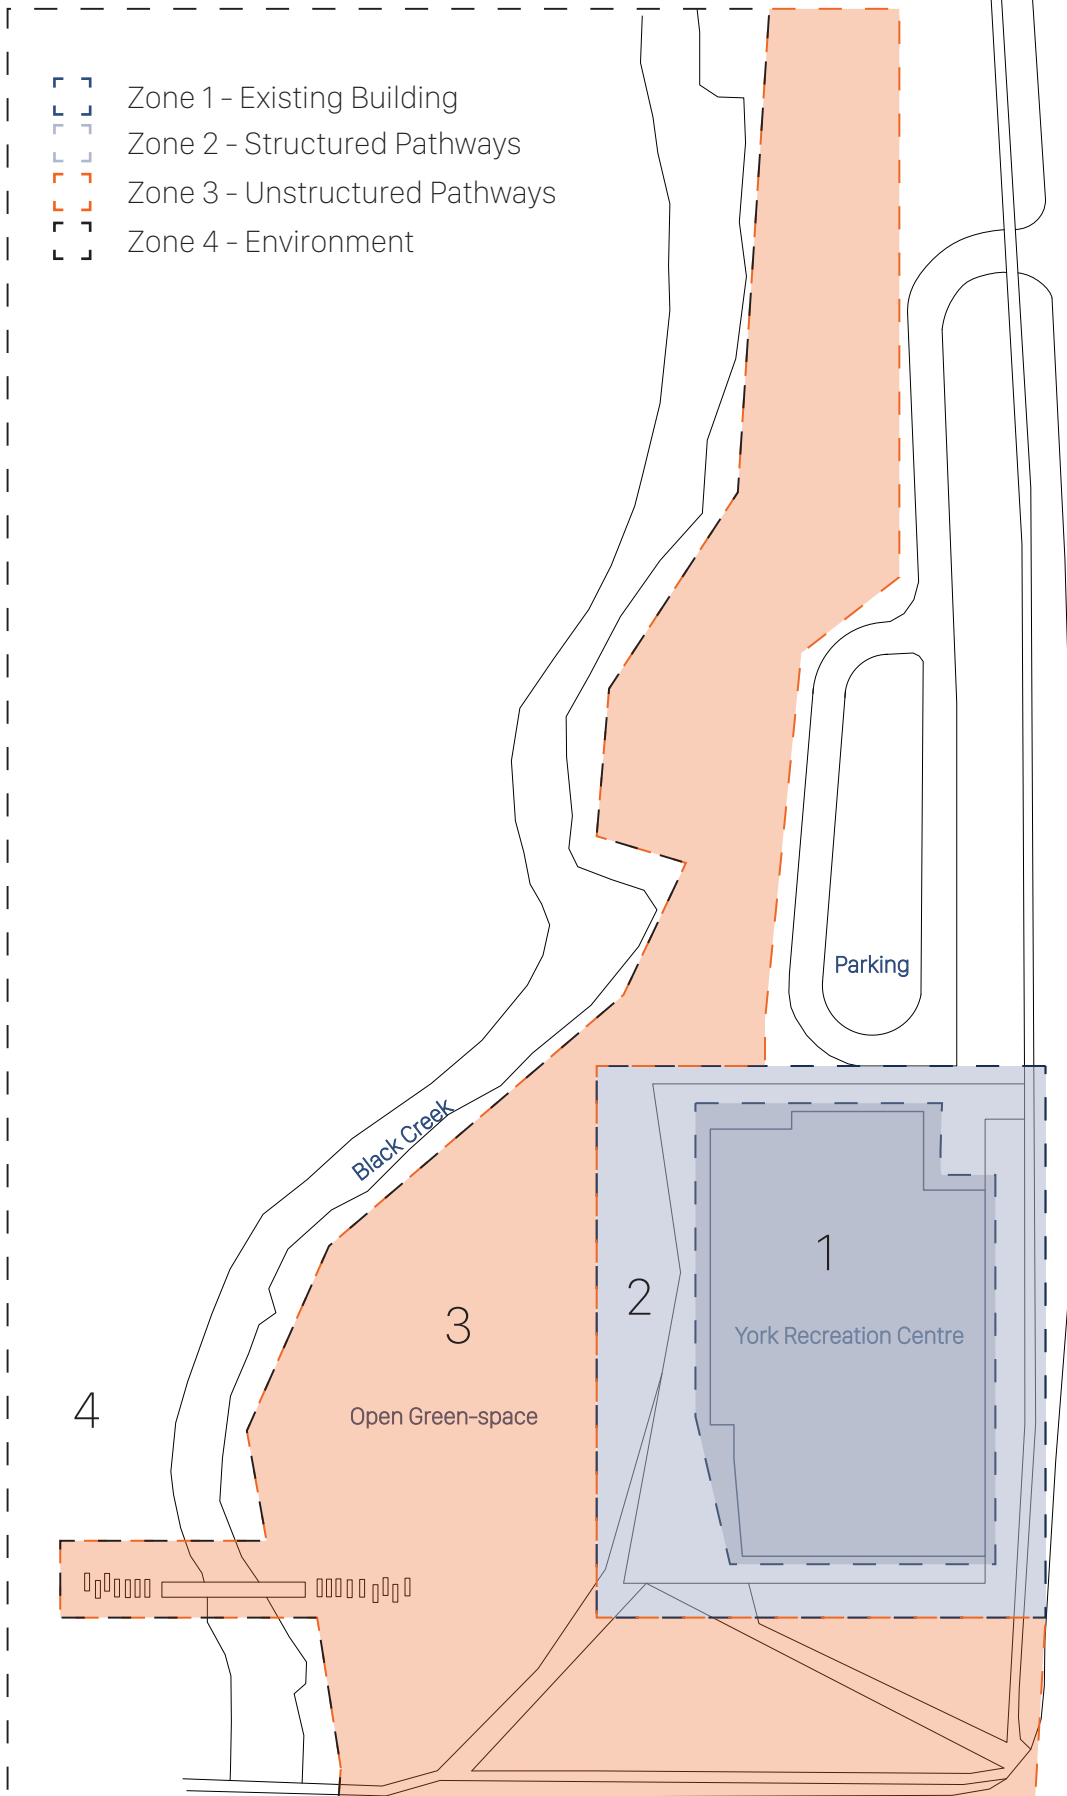 Zone 1 - Existing Building
Zone 2 - Structured Pathways
Zone 3 - Unstructured Pathways
Zone 4 - Environment
Parking
Black Creek
1
2
3
York Recreation Centre
4
Open Green-space